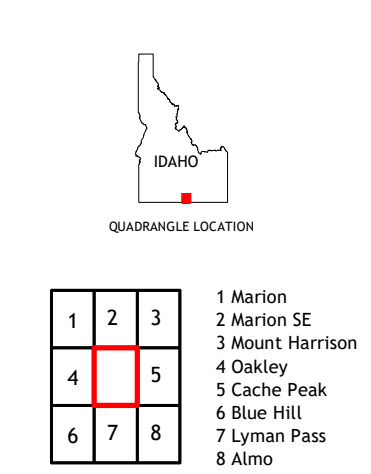 IDAHO
QUADRANGLE LOCATION
1 2 3
4 5
6 7 8
1 Marion
2 Marion SE
3 Mount Harrison
4 Oakley
5 Cache Peak
6 Blue Hill
7 Lyman Pass
8 Almo